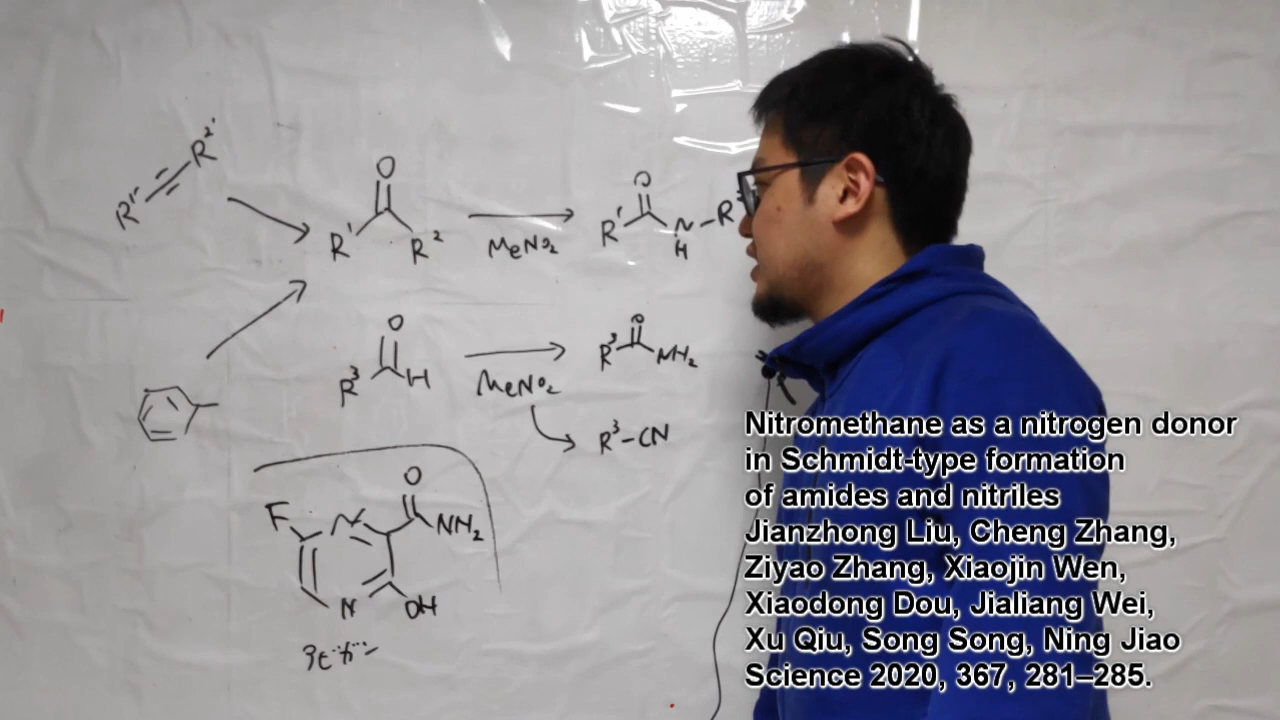 R¹ R²
O
R¹ R²
MeNO₂
O
R¹ N-R²
H
O
R³ H
MeNO₂
O
R³ NH₂
R³-CN
O
F N NH₂
N OH
Nitromethane as a nitrogen donor
in Schmidt-type formation
of amides and nitriles
Jianzhong Liu, Cheng Zhang,
Ziyao Zhang, Xiaojin Wen,
Xiaodong Dou, Jialiang Wei,
Xu Qiu, Song Song, Ning Jiao
Science 2020, 367, 281–285.